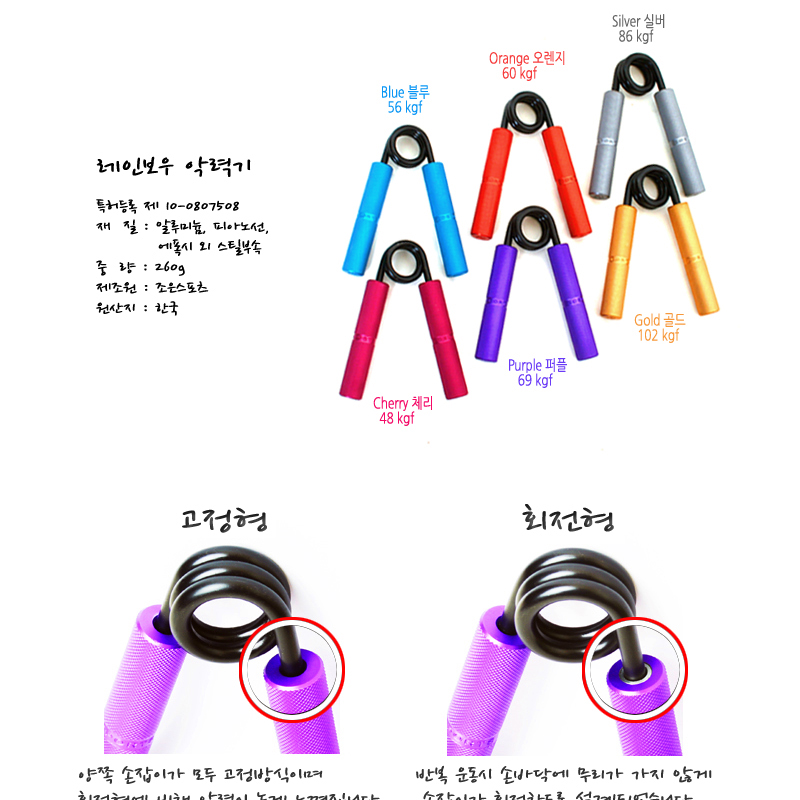 Silver 실버
86 kgf
Orange 오렌지
60 kgf
Blue 블루
56 kgf
레인보우 악력기
특허등록 제 10-0807508
재 질 : 알루미늄, 피아노선,
에폭시 외 스틸부속
중 량 : 260g
제조원 : 조은스포츠
원산지 : 한국
Gold 골드
102 kgf
Purple 퍼플
69 kgf
Cherry 체리
48 kgf
고정형
회전형
양쪽 손잡이가 모두 고정방식이며
반복 운동시 손바닥에 무리가 가지 않게